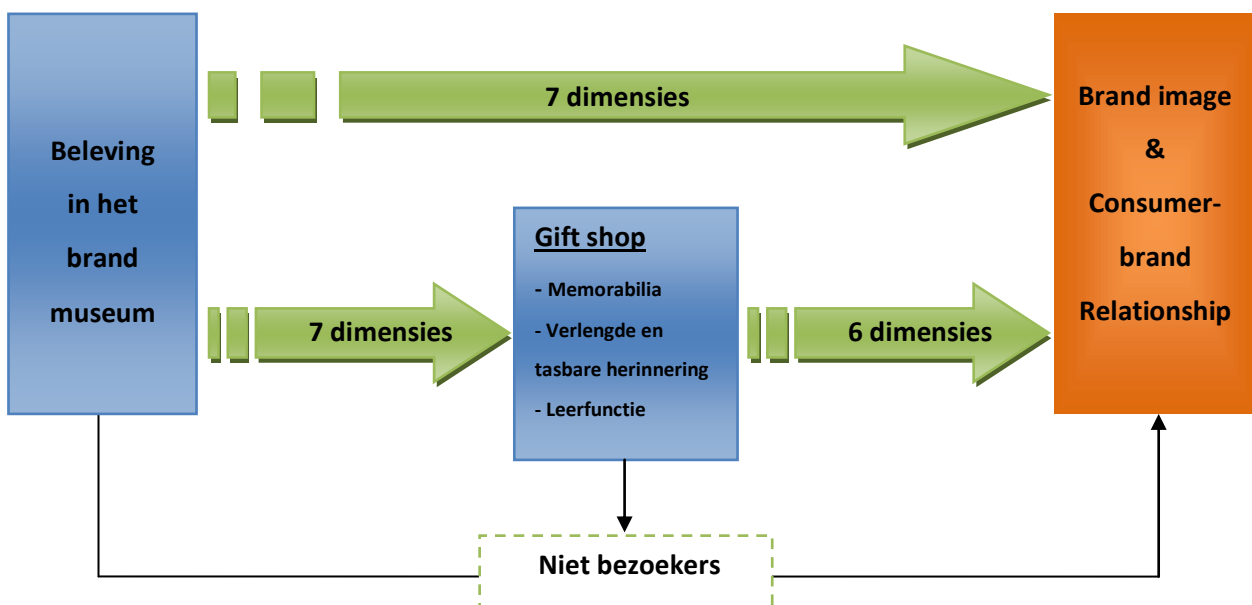 7 dimensies
Beleving
in het
brand
museum
Brand image
&
Consumer-
brand
Relationship
Gift shop
- Memorabilia
- Verlengde en
tasbare herinnering
- Leerfunctie
7 dimensies
6 dimensies
Niet bezoekers